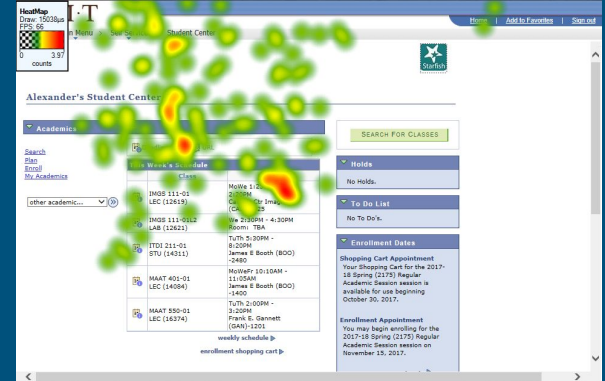 HeatMap
Draw: 15038µs
FPS: 66
0 3.97
counts
I·T
Menu
Student Center
Home | Add to Favorites | Sign out
Starfish
Alexander's Student Center
Academics
Search
Plan
Enroll
My Academics
other academic...
SEARCH FOR CLASSES
Week's Schedule
Class
IMGS 111-01
LEC (12619)
MoWe
IMGS 111-01L2
LAB (12621)
We 2:30PM - 4:30PM
Room: TBA
ITDI 211-01
STU (14311)
TuTh 5:30PM -
8:20PM
James E Booth (BOO)
-2480
MAAT 401-01
LEC (14084)
MoWeFr 10:10AM -
11:05AM
James E Booth (BOO)
-1400
MAAT 550-01
LEC (16374)
TuTh 2:00PM -
3:20PM
Frank E. Gannett
(GAN)-1201
weekly schedule
enrollment shopping cart
Holds
No Holds.
To Do List
No To Do's.
Enrollment Dates
Shopping Cart Appointment
Your Shopping Cart for the 2017-
18 Spring (2175) Regular
Academic Session session is
available for use beginning
October 30, 2017.
Enrollment Appointment
You may begin enrolling for the
2017-18 Spring (2175) Regular
Academic Session session on
November 15, 2017.